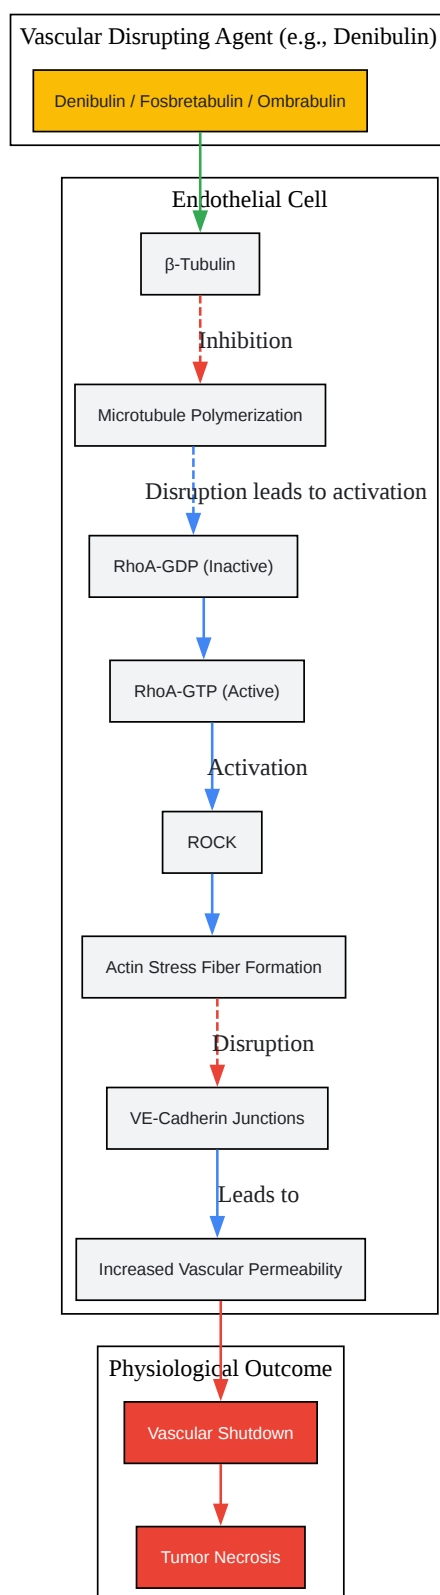 Vascular Disrupting Agent (e.g., Denibulin)
Denibulin / Fosbretabulin / Ombrabulin
Endothelial Cell
β-Tubulin
Inhibition
Microtubule Polymerization
Disruption leads to activation
RhoA-GDP (Inactive)
RhoA-GTP (Active)
Activation
ROCK
Actin Stress Fiber Formation
Disruption
VE-Cadherin Junctions
Leads to
Increased Vascular Permeability
Physiological Outcome
Vascular Shutdown
Tumor Necrosis